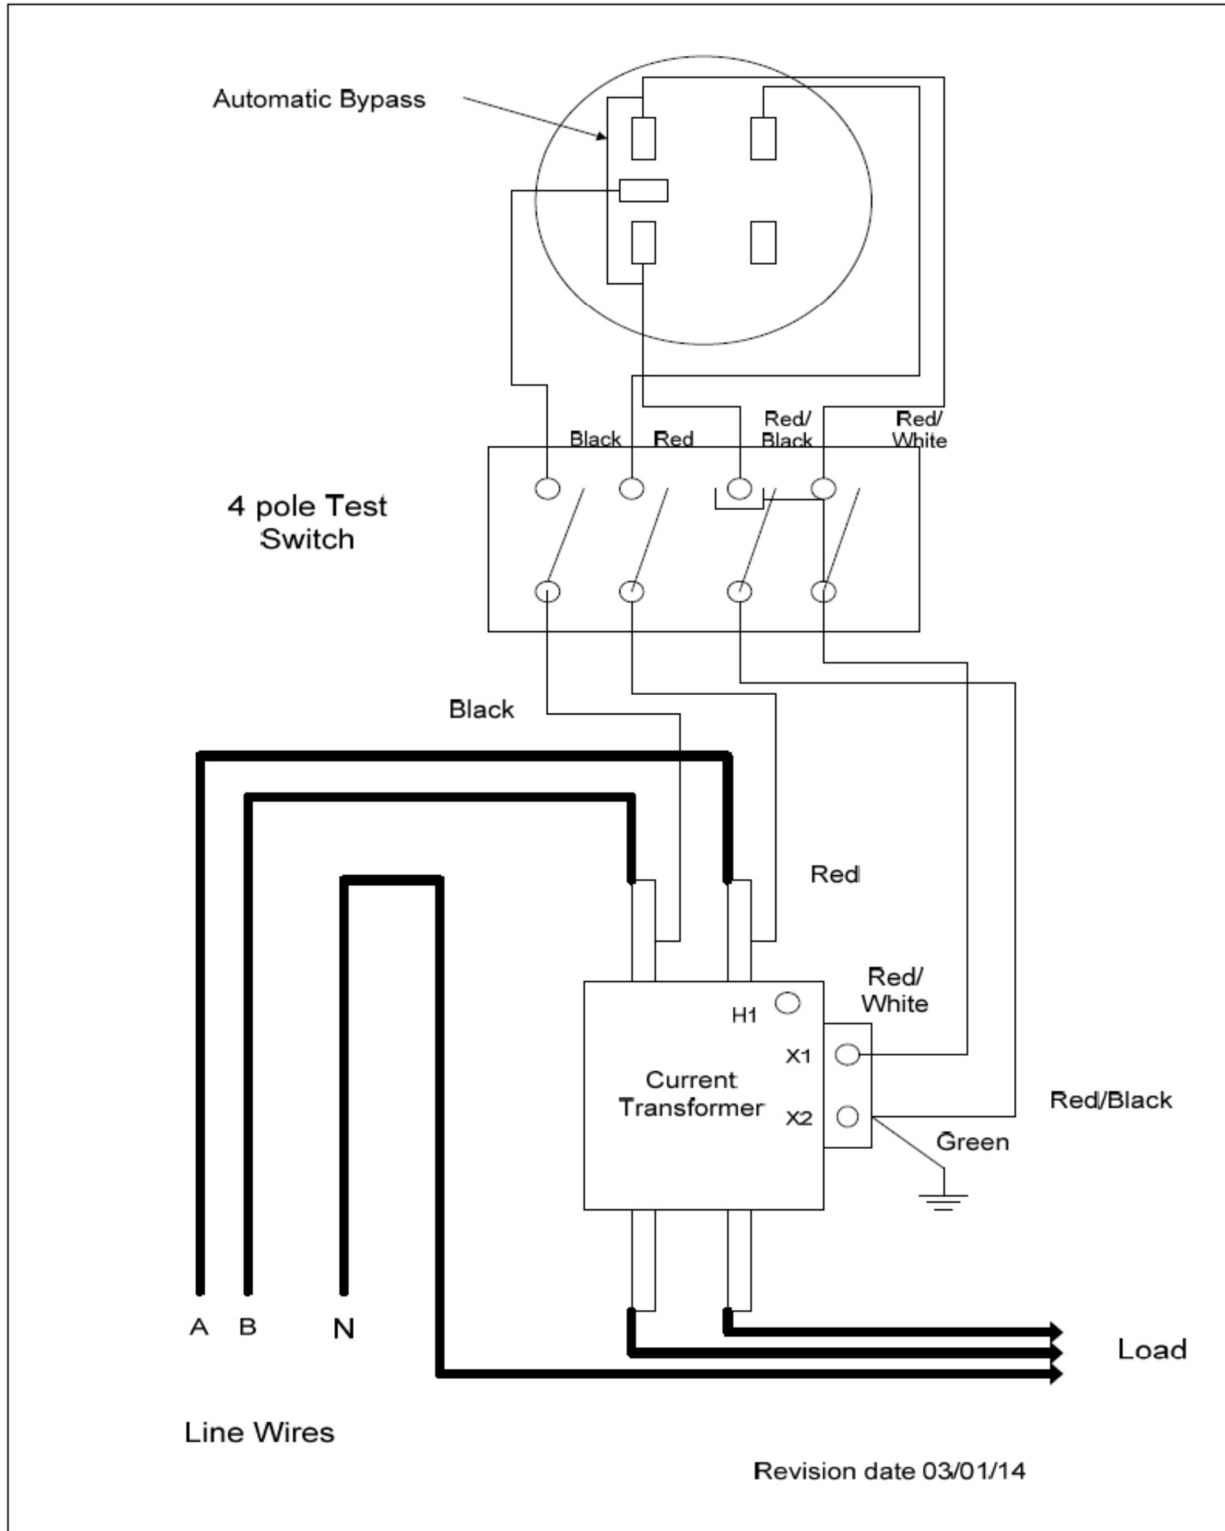 Automatic Bypass
Black
Red
Red/
Black
Red/
White
4 pole Test
Switch
Black
Red
Red/
White
H1
X1
Current
Transformer
X2
Red/Black
Green
A
B
N
Load
Line Wires
Revision date 03/01/14